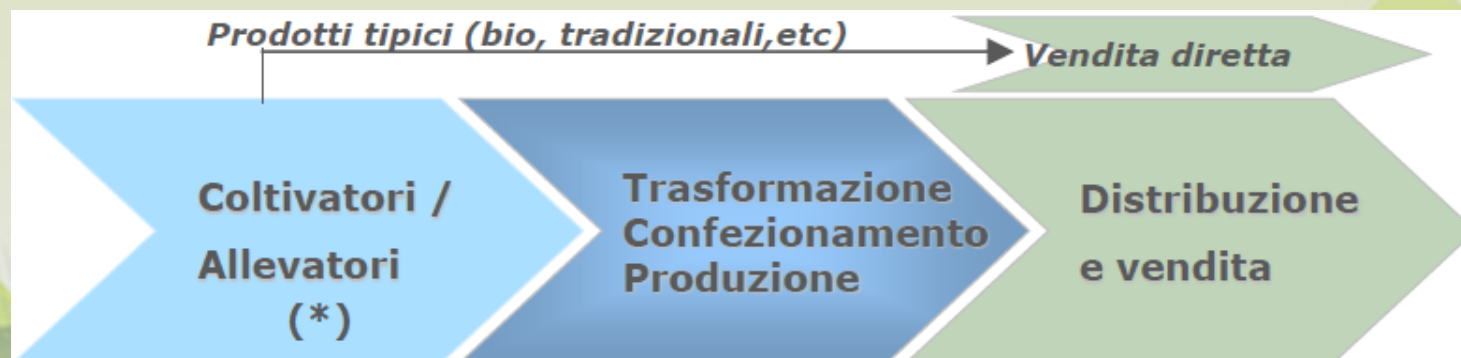 Prodotti tipici (bio, tradizionali,etc)
Vendita diretta
Coltivatori /
Allevatori
(*)
Trasformazione
Confezionamento
Produzione
Distribuzione
e vendita